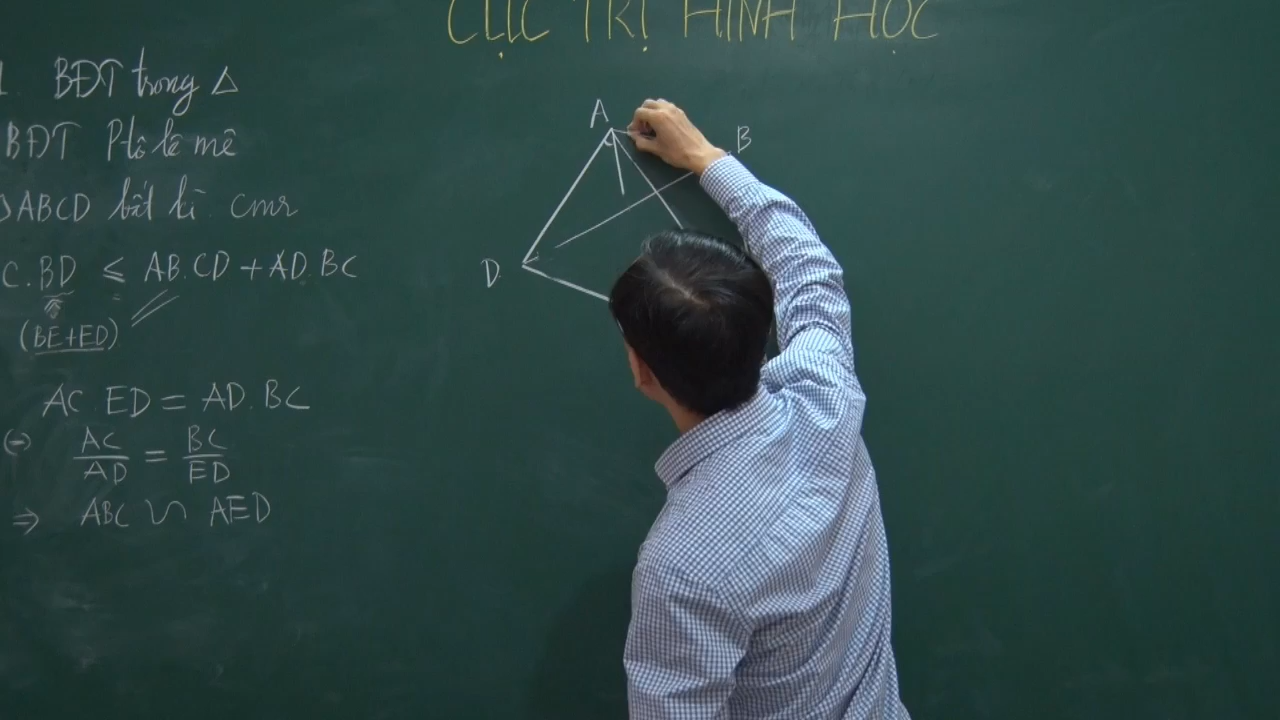 CỰC TRỊ HÌNH HỌC
1. BĐT trong △
BĐT Ptô lê mê
ABCD bất kì cmr
C.BD ≤ AB.CD + AD.BC
(BE+ED)
AC.ED = AD.BC
(=) AC/AD = BC/ED
⇒ ABC ∽ AED
A
B
D